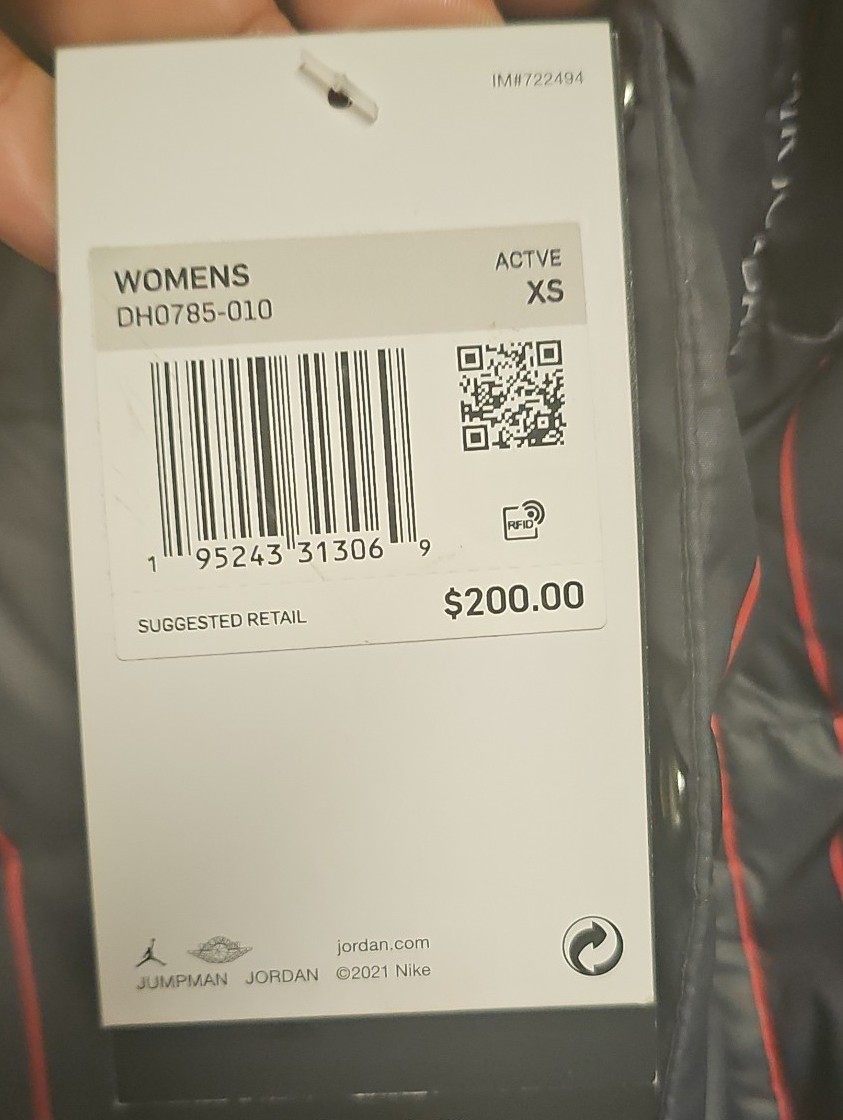 IM#722494
WOMENS
ACTVE
DH0785-010
XS
1 95243 31306 9
RFID
SUGGESTED RETAIL
$200.00
jordan.com
JUMPMAN JORDAN ©2021 Nike